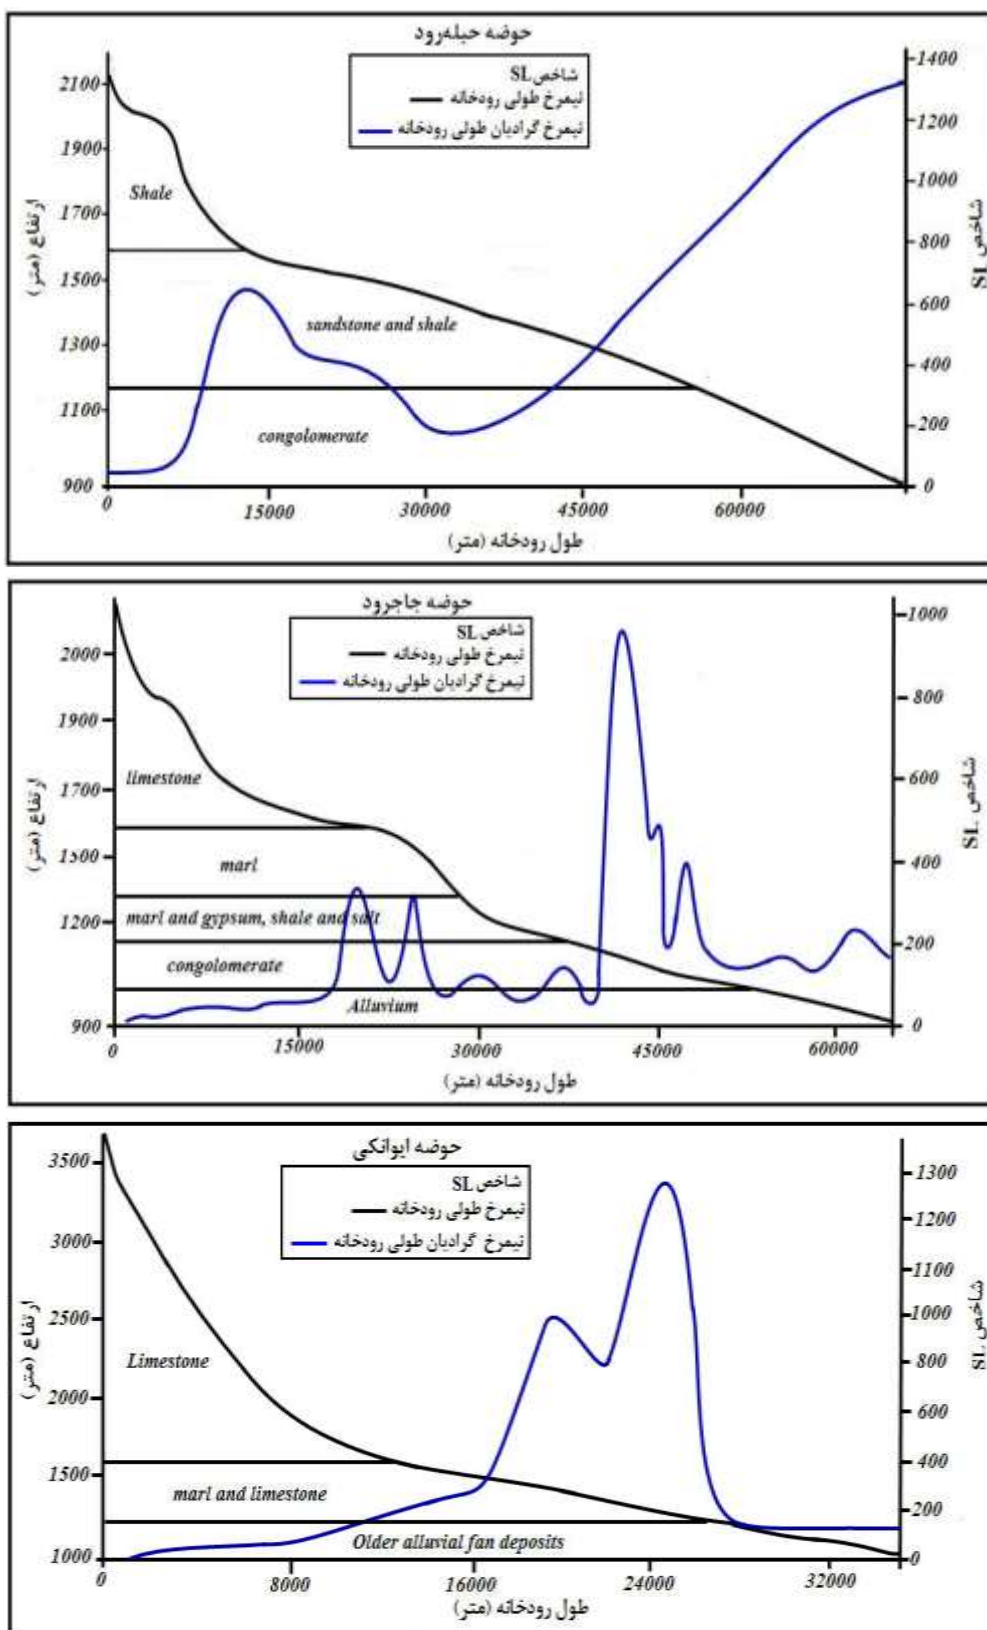 حوضه حبله‌رود
شاخص SL
نیمرخ طولی رودخانه
نیمرخ گرادیان طولی رودخانه
ارتفاع (متر)
2100
1900
1700
1500
1300
1100
900
Shale
sandstone and shale
congolomerate
1400
1200
1000
800
600
400
200
0
شاخص SL
0 15000 30000 45000 60000
طول رودخانه (متر)
حوضه جاجرود
شاخص SL
نیمرخ طولی رودخانه
نیمرخ گرادیان طولی رودخانه
ارتفاع (متر)
2000
1900
1700
1500
1200
900
limestone
marl
marl and gypsum, shale and salt
congolomerate
Alluvium
1000
800
600
400
200
0
شاخص SL
0 15000 30000 45000 60000
طول رودخانه (متر)
حوضه ایوانکی
شاخص SL
نیمرخ طولی رودخانه
نیمرخ گرادیان طولی رودخانه
ارتفاع (متر)
3500
3000
2500
2000
1500
1000
Limestone
marl and limestone
Older alluvial fan deposits
1300
1200
1100
1000
800
600
400
200
0
شاخص SL
0 8000 16000 24000 32000
طول رودخانه (متر)